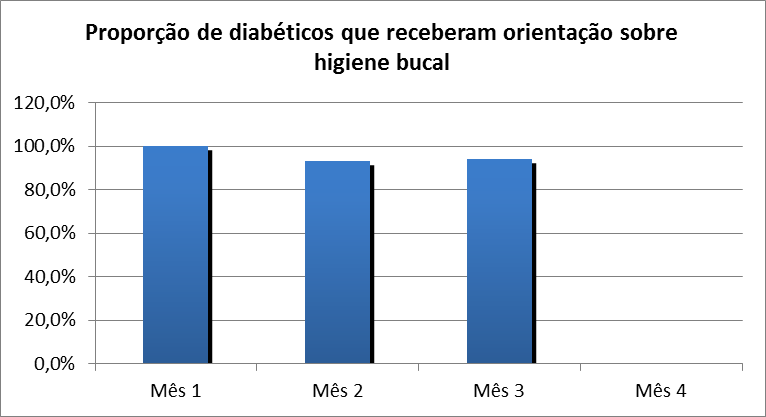 Proporção de diabéticos que receberam orientação sobre
higiene bucal
120,0%
100,0%
80,0%
60,0%
40,0%
20,0%
0,0%
Mês 1
Mês 2
Mês 3
Mês 4